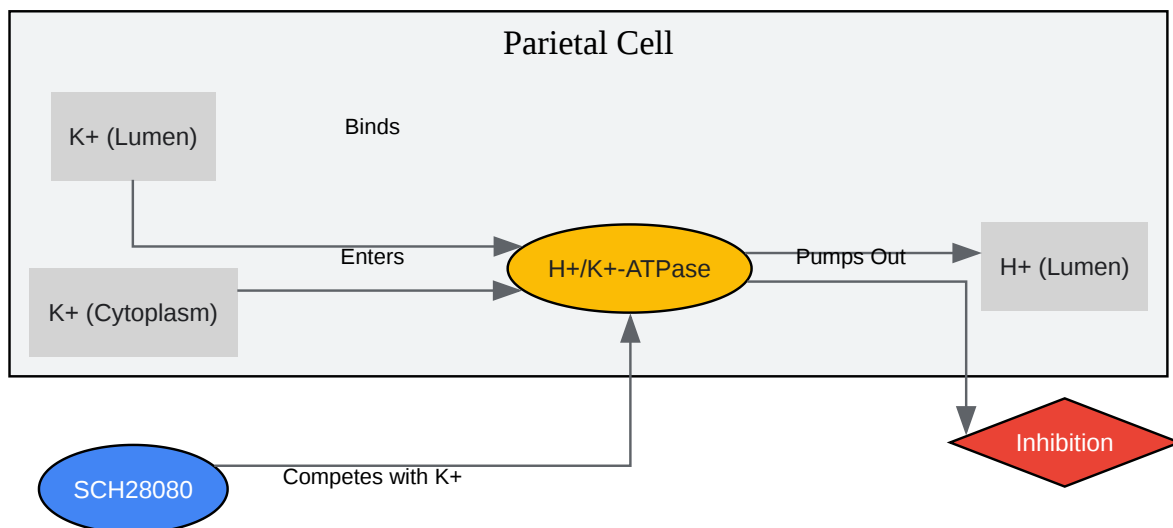 Parietal Cell
K+ (Lumen)
Binds
Enters
K+ (Cytoplasm)
H+/K+-ATPase
Pumps Out
H+ (Lumen)
SCH28080
Competes with K+
Inhibition